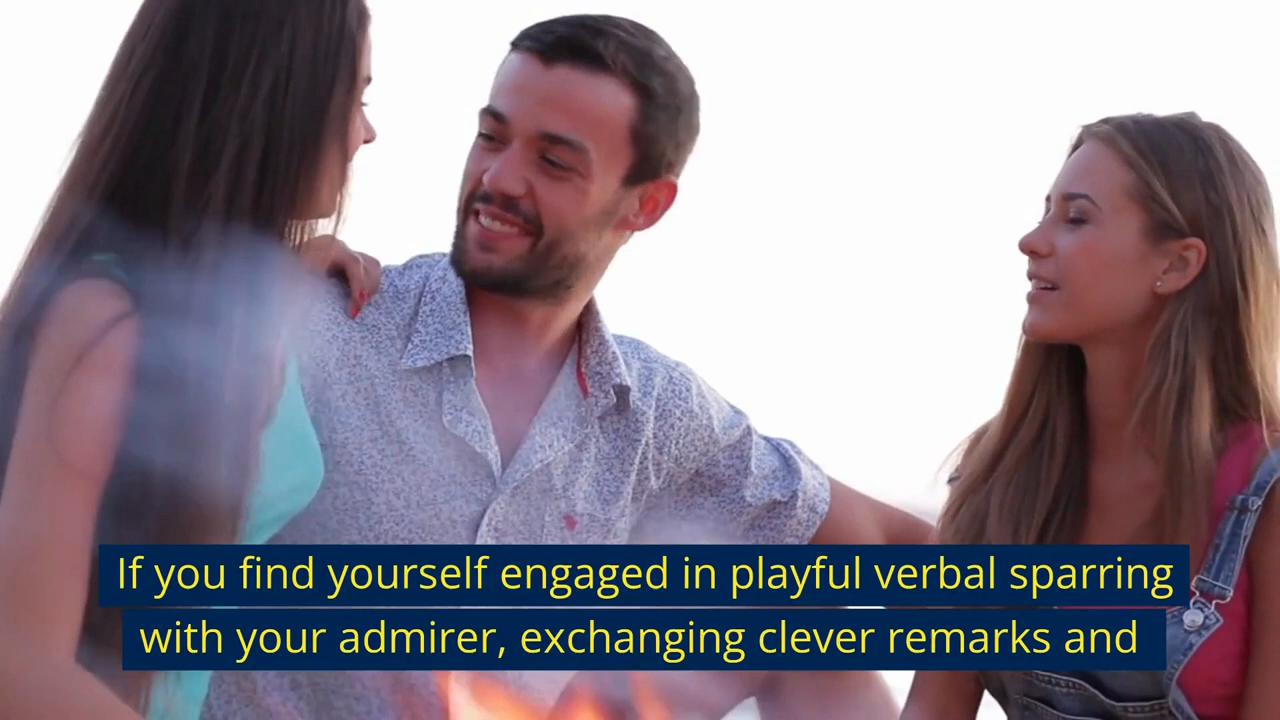 If you find yourself engaged in playful verbal sparring
with your admirer, exchanging clever remarks and